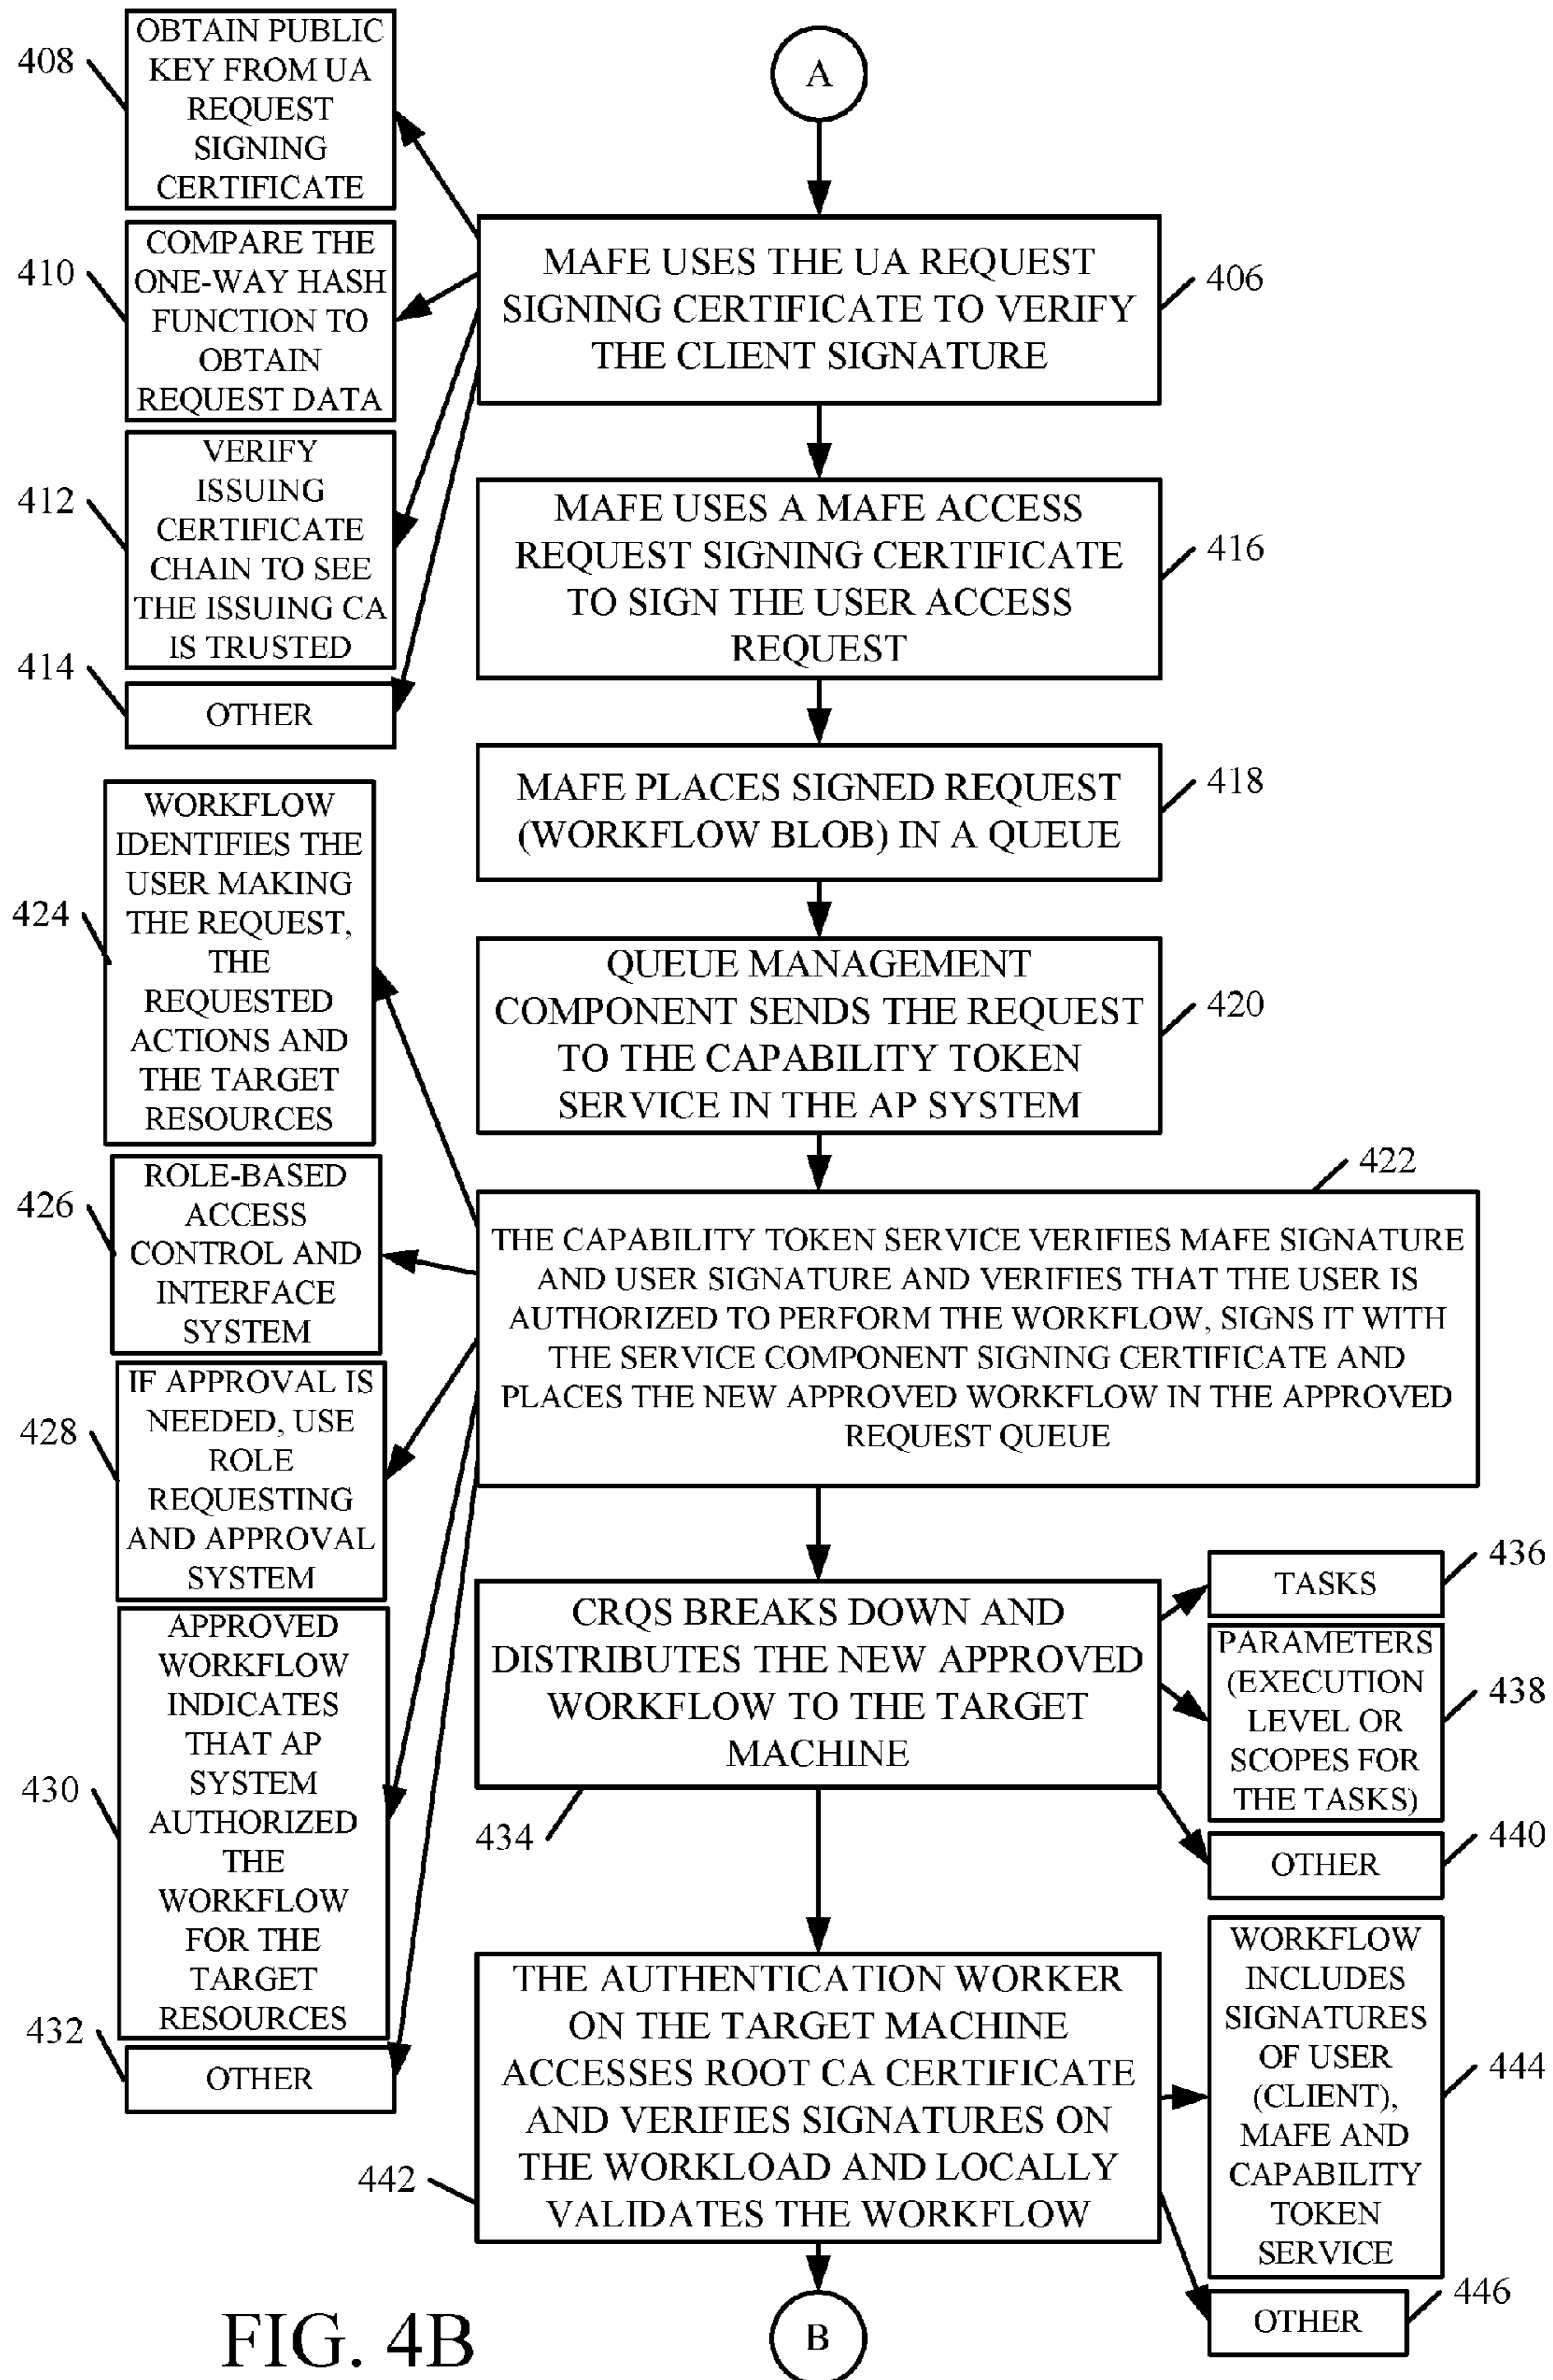 A
408
OBTAIN PUBLIC
KEY FROM UA
REQUEST
SIGNING
CERTIFICATE
410
COMPARE THE
ONE-WAY HASH
FUNCTION TO
OBTAIN
REQUEST DATA
412
VERIFY
ISSUING
CERTIFICATE
CHAIN TO SEE
THE ISSUING CA
IS TRUSTED
414
OTHER
MAFE USES THE UA REQUEST
SIGNING CERTIFICATE TO VERIFY
THE CLIENT SIGNATURE
406
MAFE USES A MAFE ACCESS
REQUEST SIGNING CERTIFICATE
TO SIGN THE USER ACCESS
REQUEST
416
MAFE PLACES SIGNED REQUEST
(WORKFLOW BLOB) IN A QUEUE
418
QUEUE MANAGEMENT
COMPONENT SENDS THE REQUEST
TO THE CAPABILITY TOKEN
SERVICE IN THE AP SYSTEM
420
424
WORKFLOW
IDENTIFIES THE
USER MAKING
THE REQUEST,
THE
REQUESTED
ACTIONS AND
THE TARGET
RESOURCES
426
ROLE-BASED
ACCESS
CONTROL AND
INTERFACE
SYSTEM
428
IF APPROVAL IS
NEEDED, USE
ROLE
REQUESTING
AND APPROVAL
SYSTEM
430
APPROVED
WORKFLOW
INDICATES
THAT AP
SYSTEM
AUTHORIZED
THE
WORKFLOW
FOR THE
TARGET
RESOURCES
432
OTHER
422
THE CAPABILITY TOKEN SERVICE VERIFIES MAFE SIGNATURE
AND USER SIGNATURE AND VERIFIES THAT THE USER IS
AUTHORIZED TO PERFORM THE WORKFLOW, SIGNS IT WITH
THE SERVICE COMPONENT SIGNING CERTIFICATE AND
PLACES THE NEW APPROVED WORKFLOW IN THE APPROVED
REQUEST QUEUE
CRQS BREAKS DOWN AND
DISTRIBUTES THE NEW APPROVED
WORKFLOW TO THE TARGET
MACHINE
434
TASKS
436
PARAMETERS
(EXECUTION
LEVEL OR
SCOPES FOR
THE TASKS)
438
OTHER
440
THE AUTHENTICATION WORKER
ON THE TARGET MACHINE
ACCESSES ROOT CA CERTIFICATE
AND VERIFIES SIGNATURES ON
THE WORKLOAD AND LOCALLY
VALIDATES THE WORKFLOW
442
WORKFLOW
INCLUDES
SIGNATURES
OF USER
(CLIENT),
MAFE AND
CAPABILITY
TOKEN
SERVICE
444
OTHER
446
B
FIG. 4B